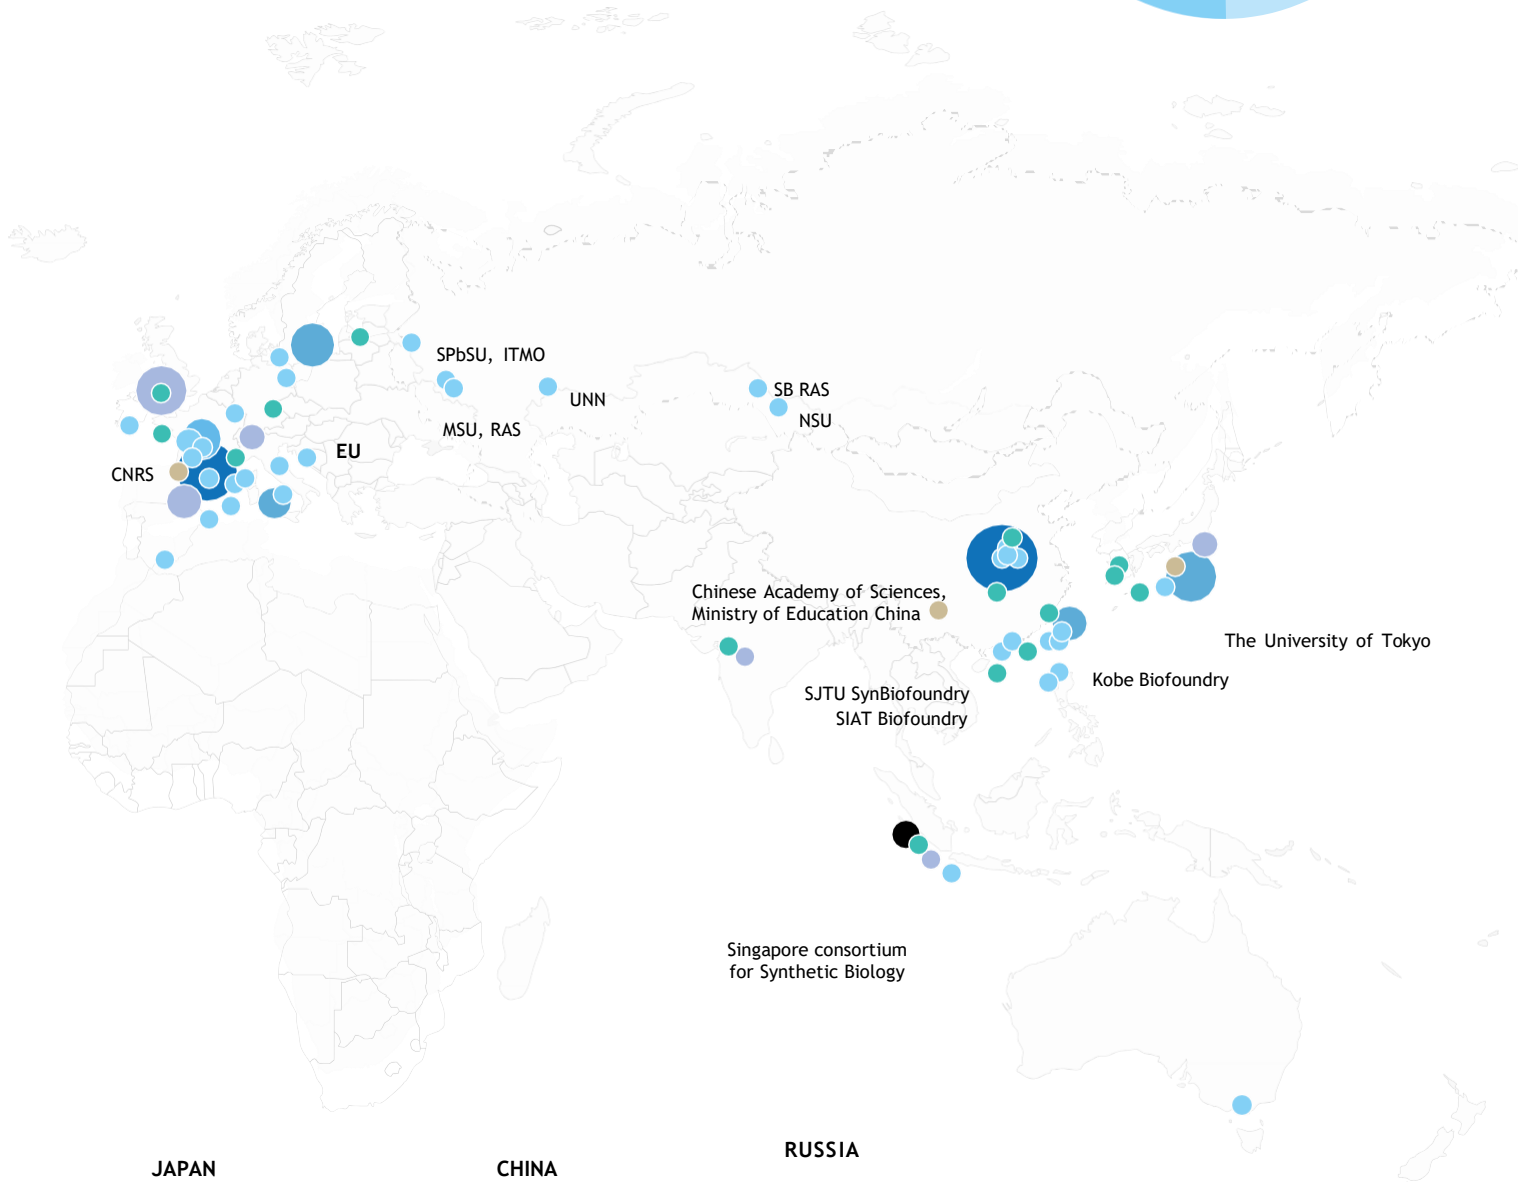 SPbSU, ITMO
SB RAS
UNN
NSU
MSU, RAS
EU
CNRS
Chinese Academy of Sciences,
Ministry of Education China
The University of Tokyo
Kobe Biofoundry
SJTU SynBiofoundry
SIAT Biofoundry
Singapore consortium
for Synthetic Biology
RUSSIA
JAPAN
CHINA